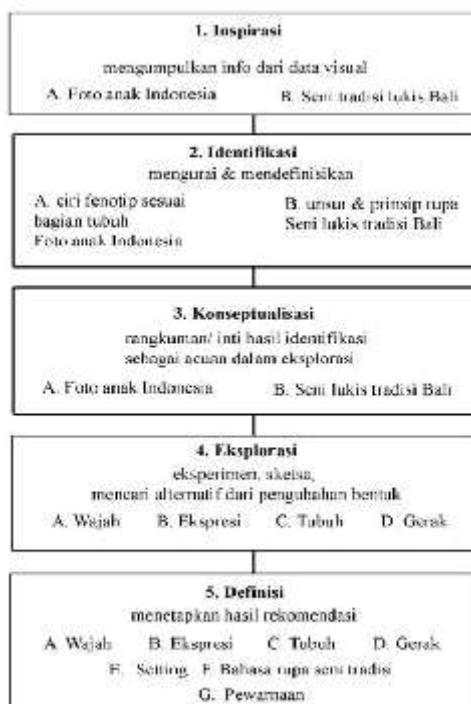 1. Inspirasi
mengumpulkan info dari data visual
A. Foto anak Indonesia B. Seni tradisi lukis Bali
2. Identifikasi
mengurai & mendefinisikan
A. ciri fenotip sesuai
bagian tubuh
Foto anak Indonesia
B. unsur & prinsip rupa
Seni lukis tradisi Bali
3. Konseptualisasi
rangkuman/ inti hasil identifikasi
sebagai acuan dalam eksplorasi
A. Foto anak Indonesia B. Seni lukis tradisi Bali
4. Eksplorasi
eksperimen, sketsa,
mencari alternatif dari pengubahan bentuk
A. Wajah B. Ekspresi C. Tubuh D. Gerak
5. Definisi
menetapkan hasil rekomendasi
A. Wajah B. Ekspresi C. Tubuh D. Gerak
E. Setting F. Bahasa rupa seni tradisi
G. Pewarnaan